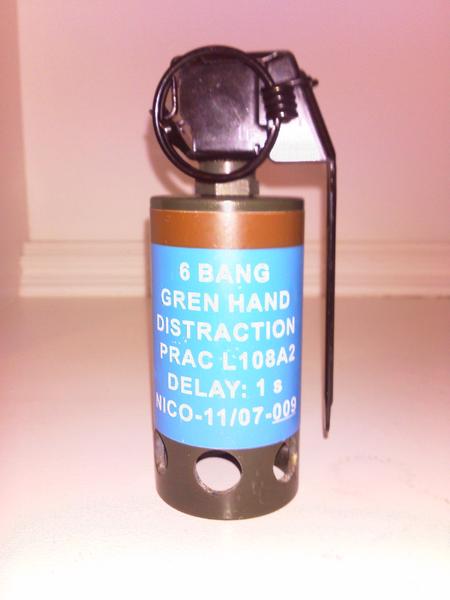 6 BANG
GREN HAND
DISTRACTION
PRAC L108A2
DELAY: 1 s
NICO-11/07-009